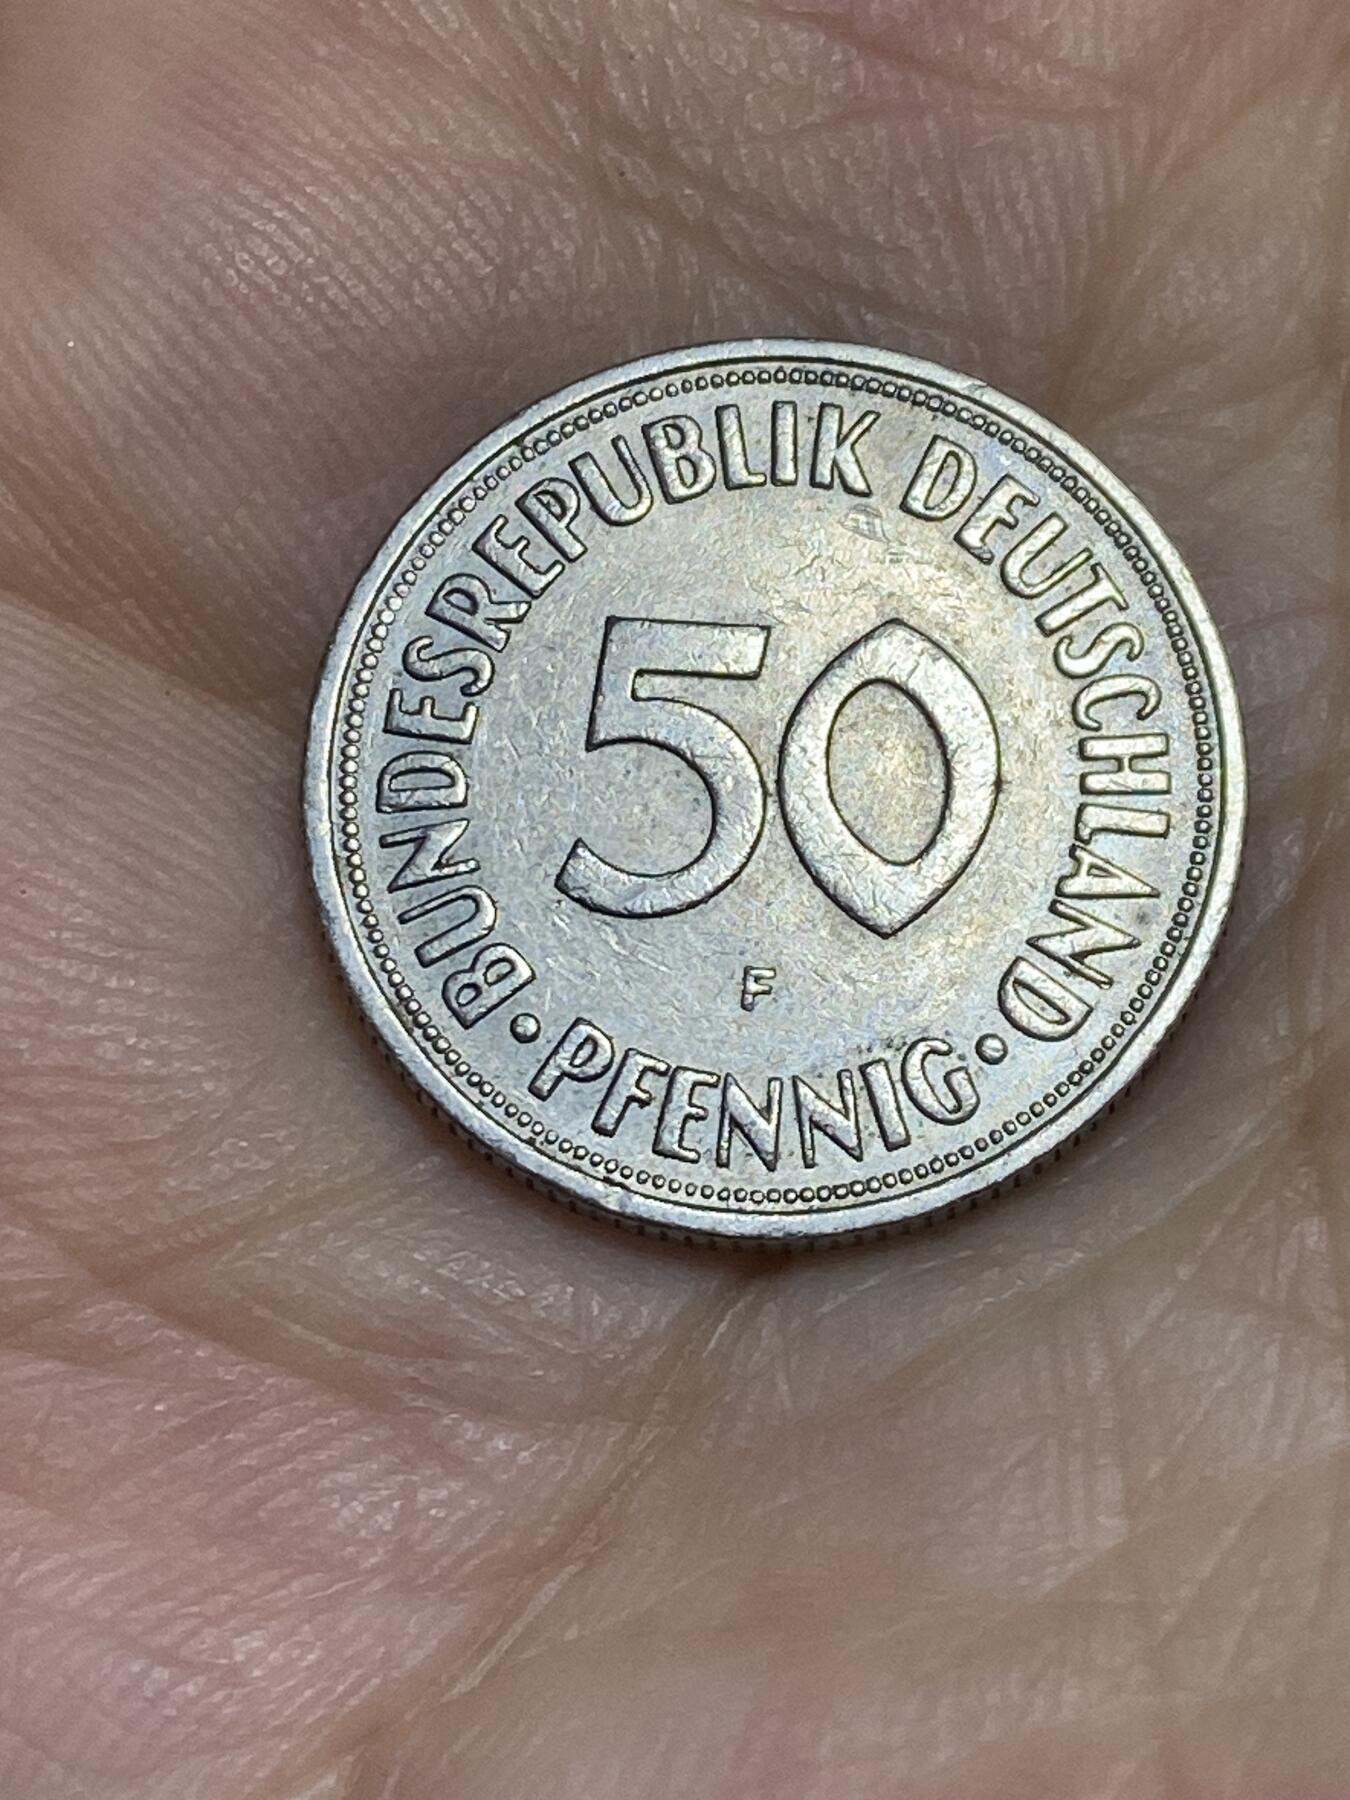 BUNDESREPUBLIK DEUTSCHLAND
50
F
• PFENNIG •